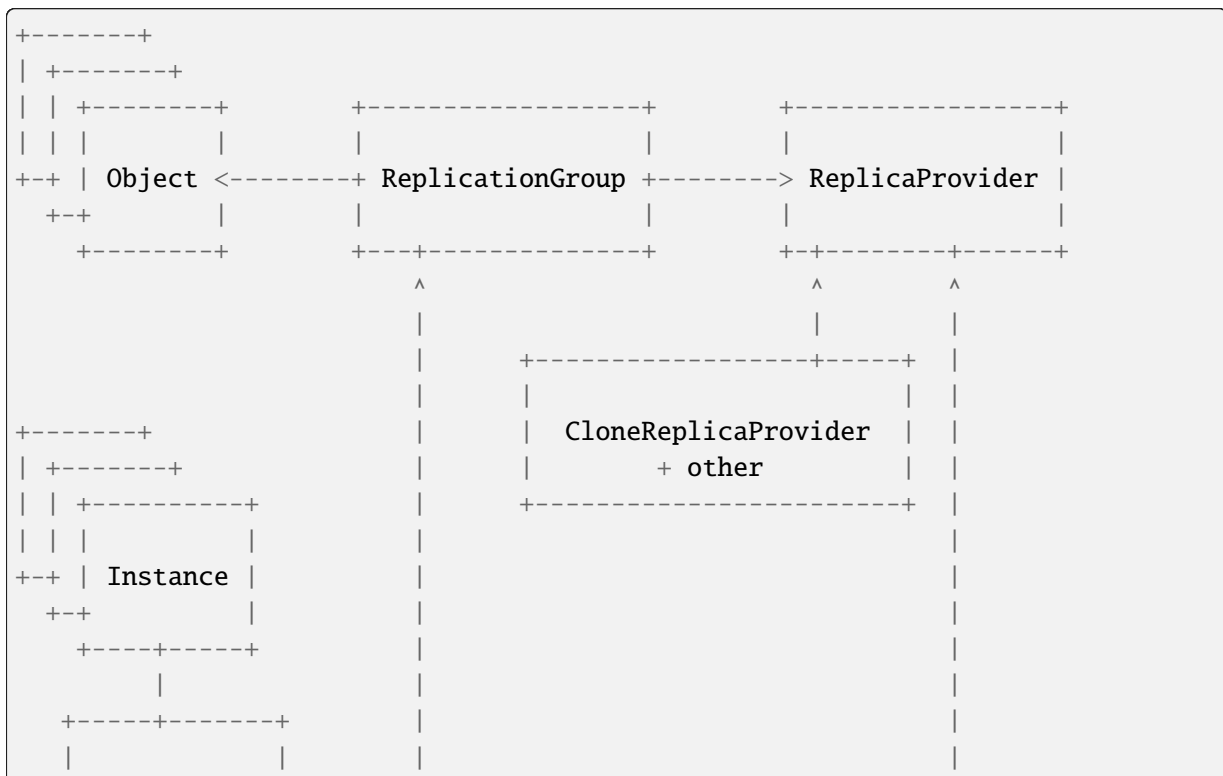 Object ReplicationGroup ReplicaProvider
CloneReplicaProvider
+ other
Instance